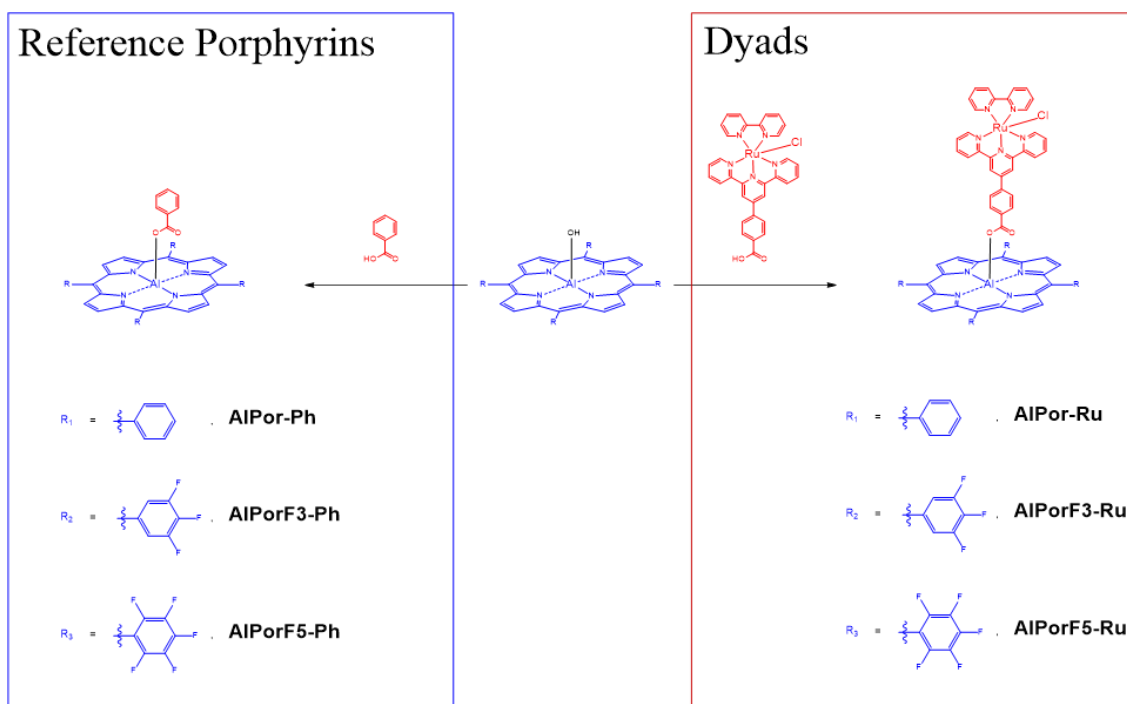 Reference Porphyrins
Dyads
N N
Ru
Cl
N N N
HO O
N N
Ru
Cl
N N N
O O
R
N N
R Al R
N N
R
HO O
OH
R
N N
R Al R
N N
R
O O
R
N N
R Al R
N N
R
R1 = , AlPor-Ph
R1 = , AlPor-Ru
F
R2 = F , AlPorF3-Ph
F
F
R2 = F , AlPorF3-Ru
F
F F
R3 = F , AlPorF5-Ph
F F
F F
R3 = F , AlPorF5-Ru
F F